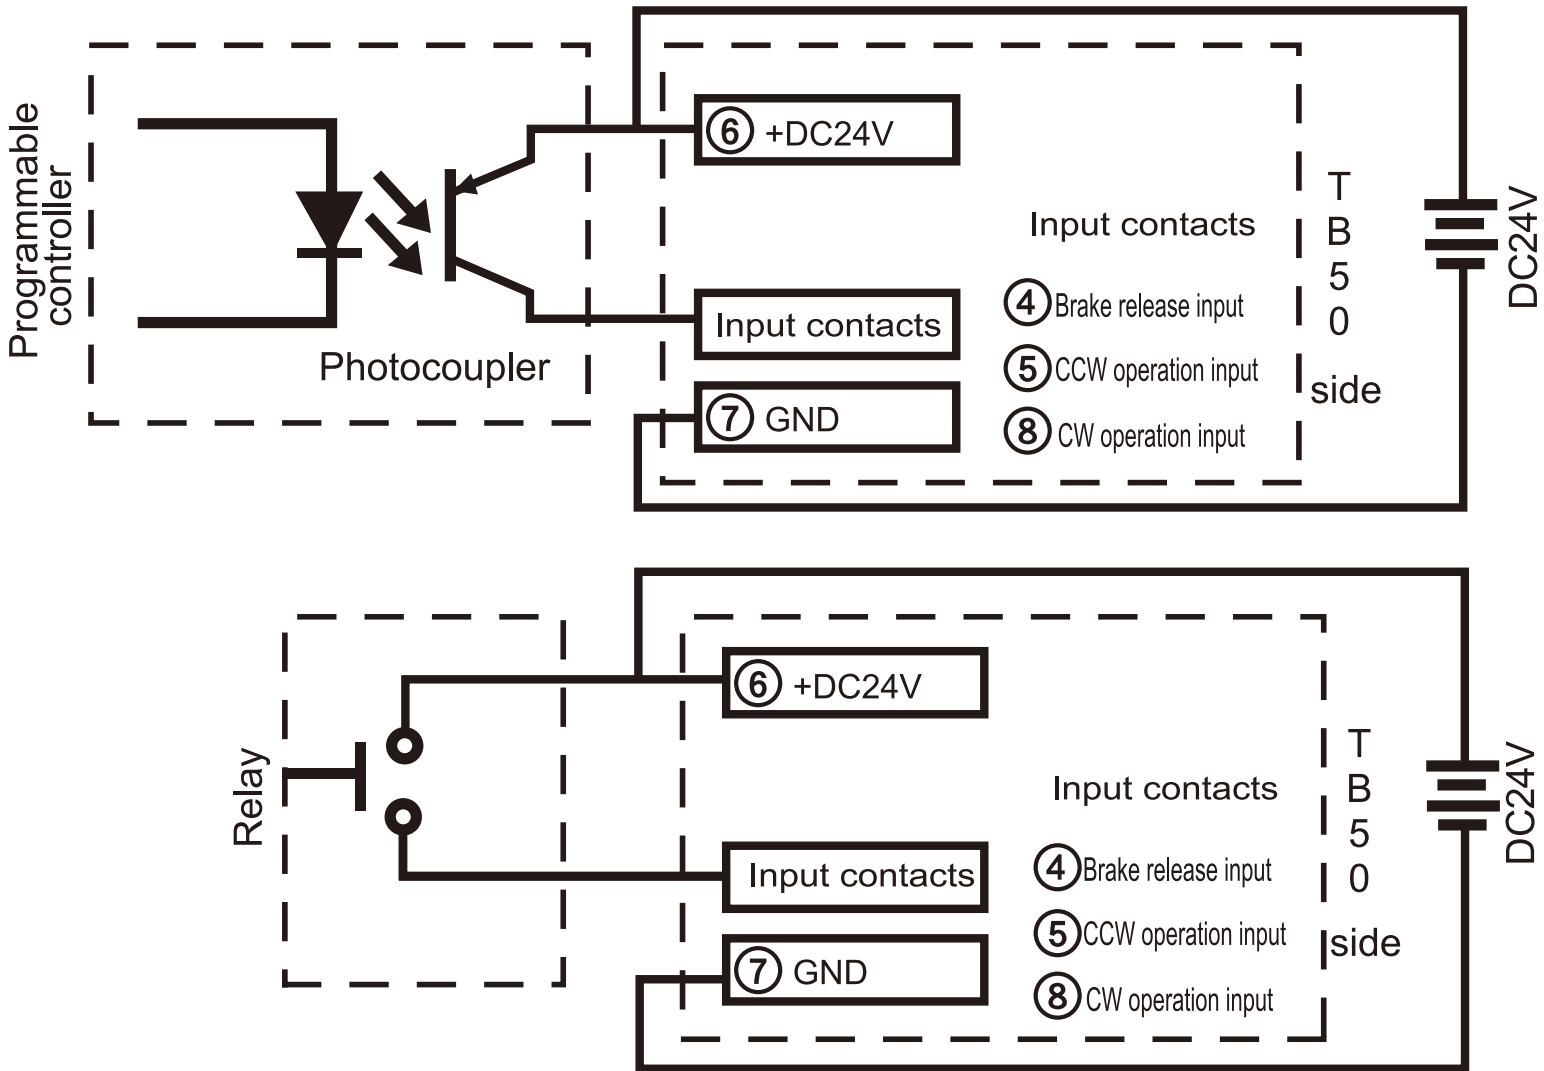 Programmable
controller
Photocoupler
6 +DC24V
Input contacts
7 GND
Input contacts
4 Brake release input
5 CCW operation input
8 CW operation input
T
B
5
0
side
DC24V
Relay
6 +DC24V
Input contacts
7 GND
Input contacts
4 Brake release input
5 CCW operation input
8 CW operation input
T
B
5
0
side
DC24V